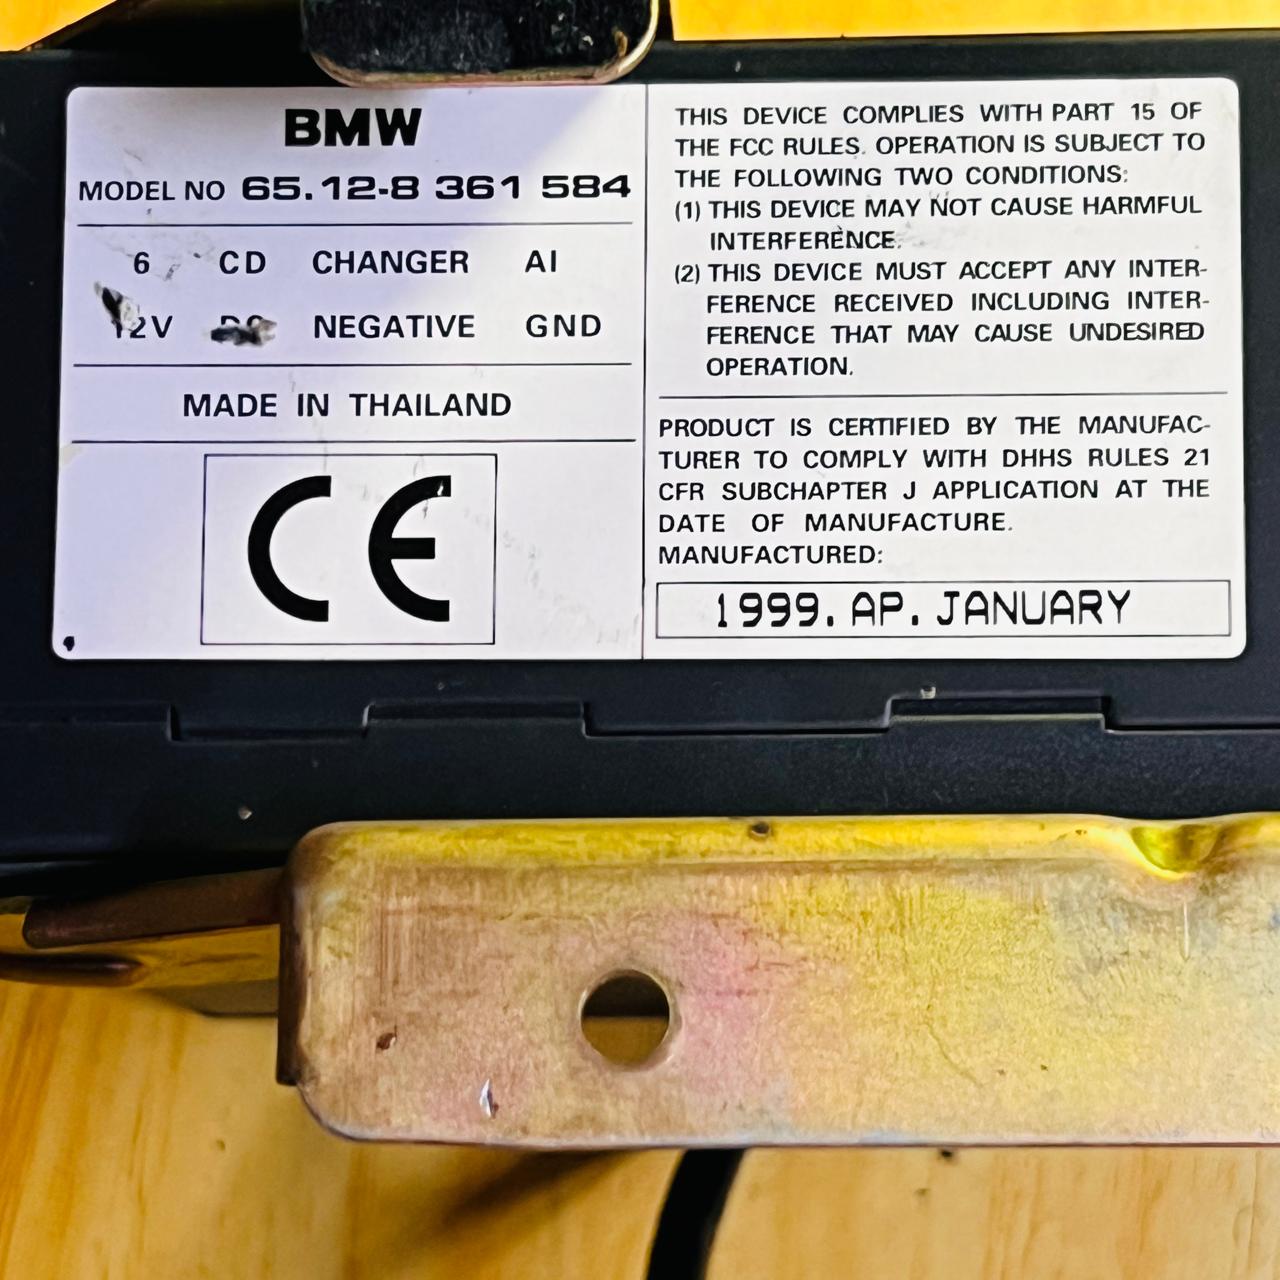 BMW
MODEL NO 65.12-8 361 584
6 CD CHANGER AI
12V NEGATIVE GND
MADE IN THAILAND
CE
THIS DEVICE COMPLIES WITH PART 15 OF
THE FCC RULES. OPERATION IS SUBJECT TO
THE FOLLOWING TWO CONDITIONS:
(1) THIS DEVICE MAY NOT CAUSE HARMFUL
INTERFERENCE.
(2) THIS DEVICE MUST ACCEPT ANY INTER-
FERENCE RECEIVED INCLUDING INTER-
FERENCE THAT MAY CAUSE UNDESIRED
OPERATION.
PRODUCT IS CERTIFIED BY THE MANUFAC-
TURER TO COMPLY WITH DHHS RULES 21
CFR SUBCHAPTER J APPLICATION AT THE
DATE OF MANUFACTURE.
MANUFACTURED:
1999. AP. JANUARY